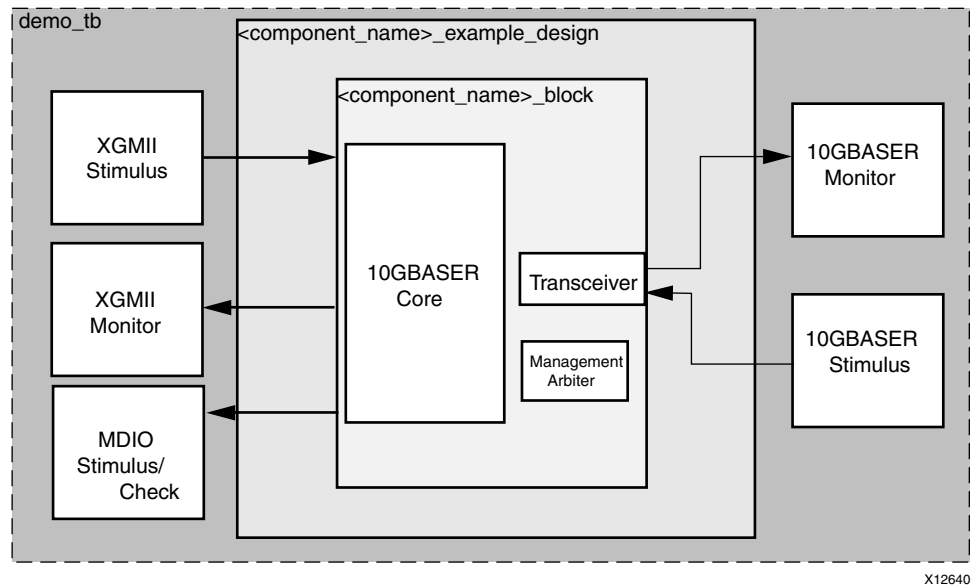 demo_tb
<component_name>_example_design
<component_name>_block
XGMII
Stimulus
XGMII
Monitor
MDIO
Stimulus/
Check
10GBASER
Core
Transceiver
Management
Arbiter
10GBASER
Monitor
10GBASER
Stimulus
X12640